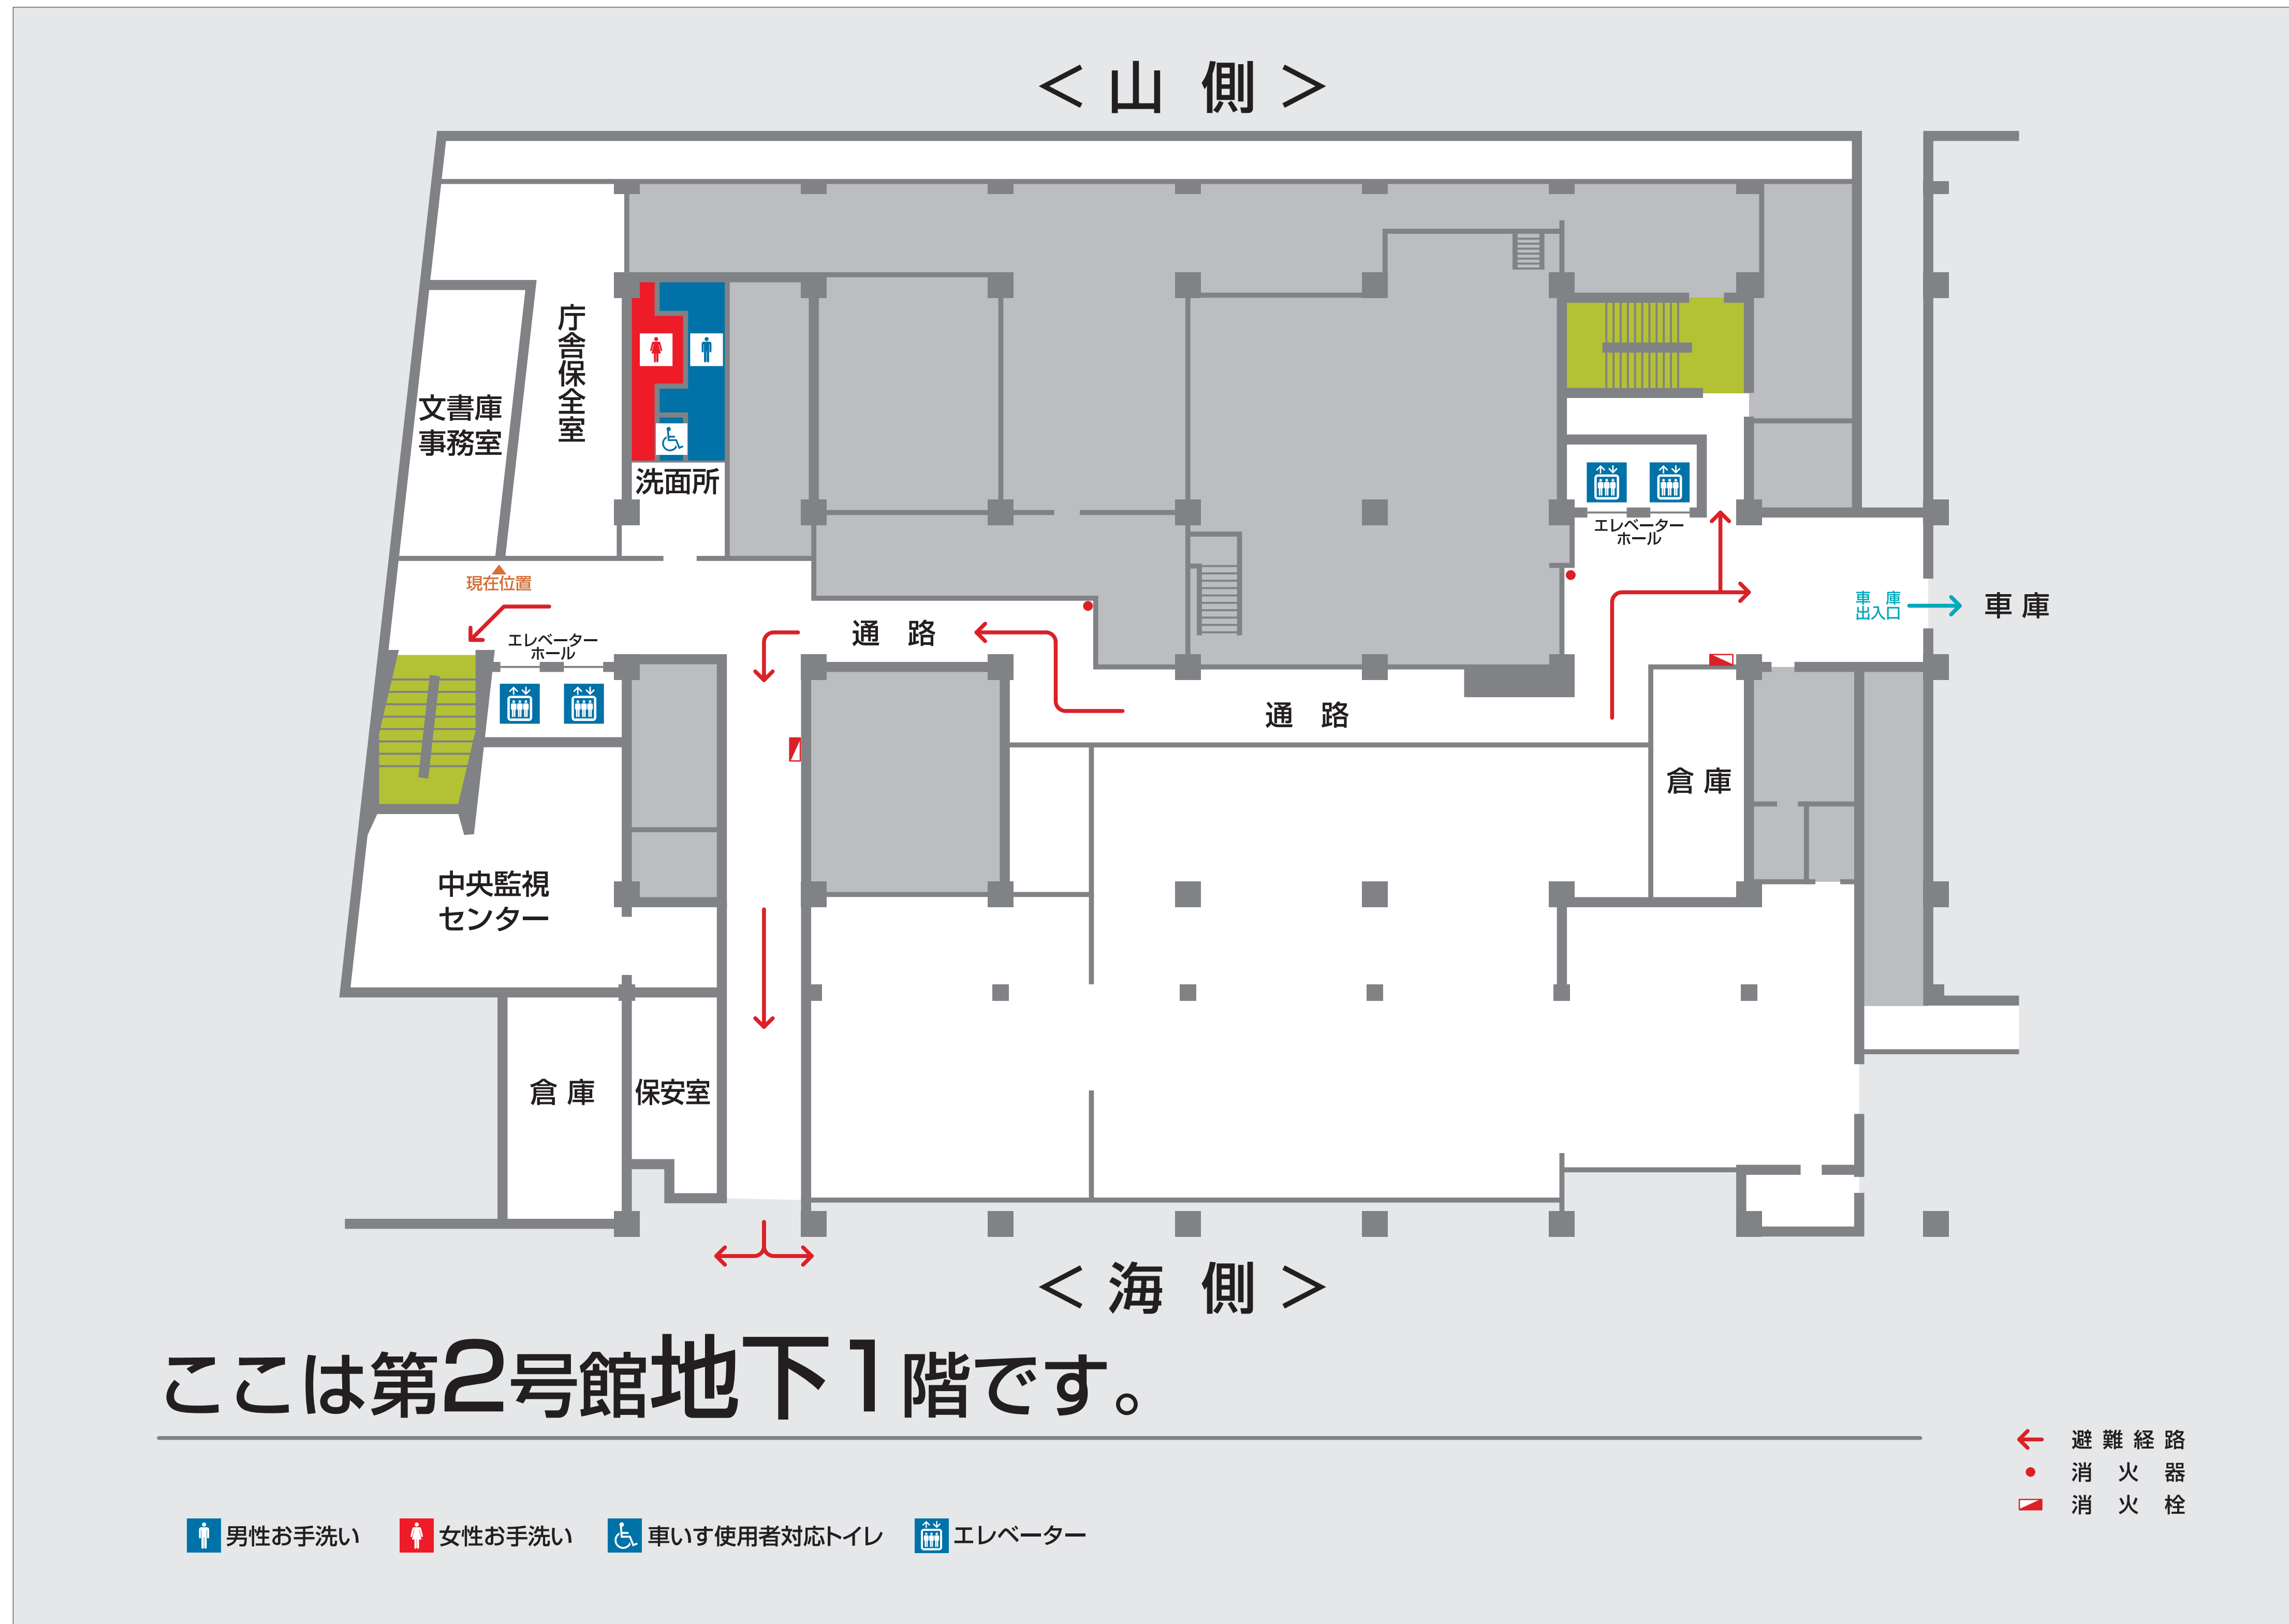 ＜ 山 側 ＞
庁舎保全室
文書庫
事務室
洗面所
エレベーター
ホール
現在位置
車 庫
出入口
車 庫
エレベーター
ホール
通 路
通 路
倉 庫
中央監視
センター
倉 庫
保安室
＜ 海 側 ＞
ここは第2号館地下1階です。
避難経路
消火器
消火栓
男性お手洗い
女性お手洗い
車いす使用者対応トイレ
エレベーター